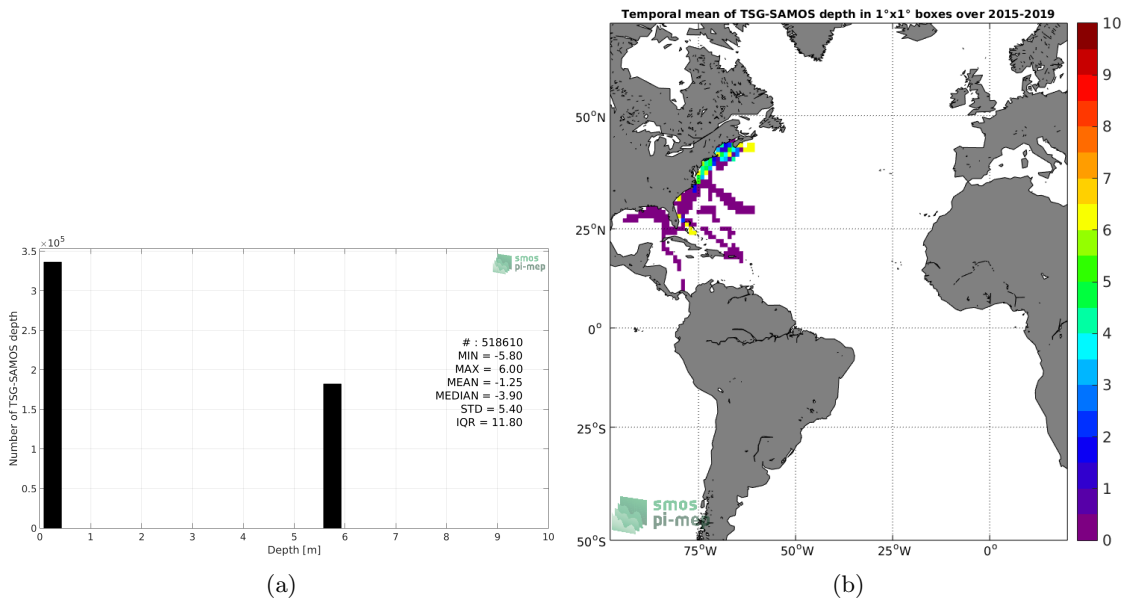 Temporal mean of TSG-SAMOS depth in 1°x1° boxes over 2015-2019
×10⁵
3.5
3
2.5
2
1.5
1
0.5
0
Number of TSG-SAMOS depth
smos
pi-mep
# : 518610
MIN = -5.80
MAX = 6.00
MEAN = -1.25
MEDIAN = -3.90
STD = 5.40
IQR = 11.80
0 1 2 3 4 5 6 7 8 9 10
Depth [m]
(a)
50°N
25°N
0°
25°S
50°S
smos
pi-mep
75°W 50°W 25°W 0°
10
9
8
7
6
5
4
3
2
1
0
(b)